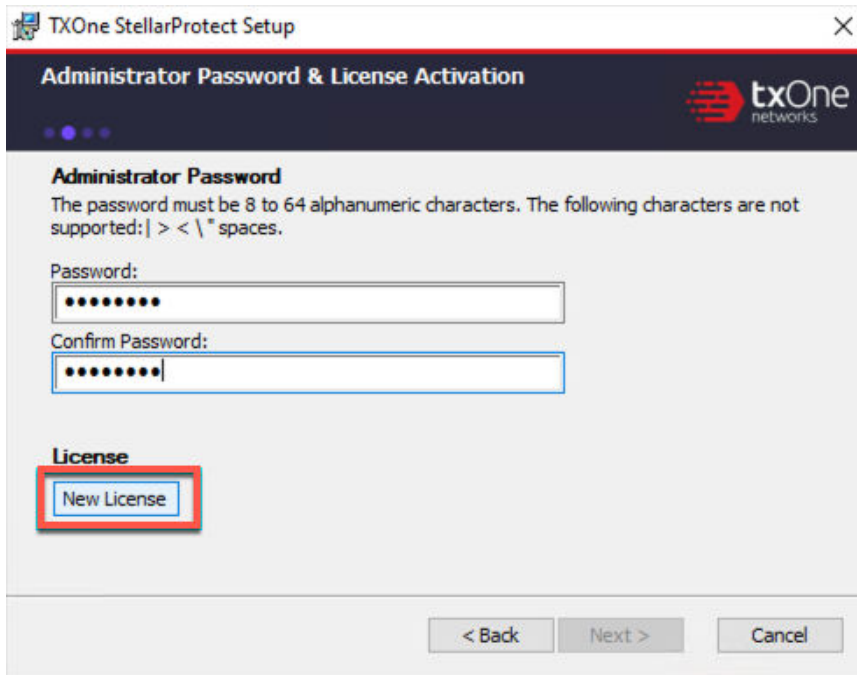 TXOne StellarProtect Setup
Administrator Password & License Activation
txOne
networks
Administrator Password
The password must be 8 to 64 alphanumeric characters. The following characters are not
supported:| > < \ " spaces.
Password:
••••••••
Confirm Password:
••••••••
License
New License
< Back
Next >
Cancel